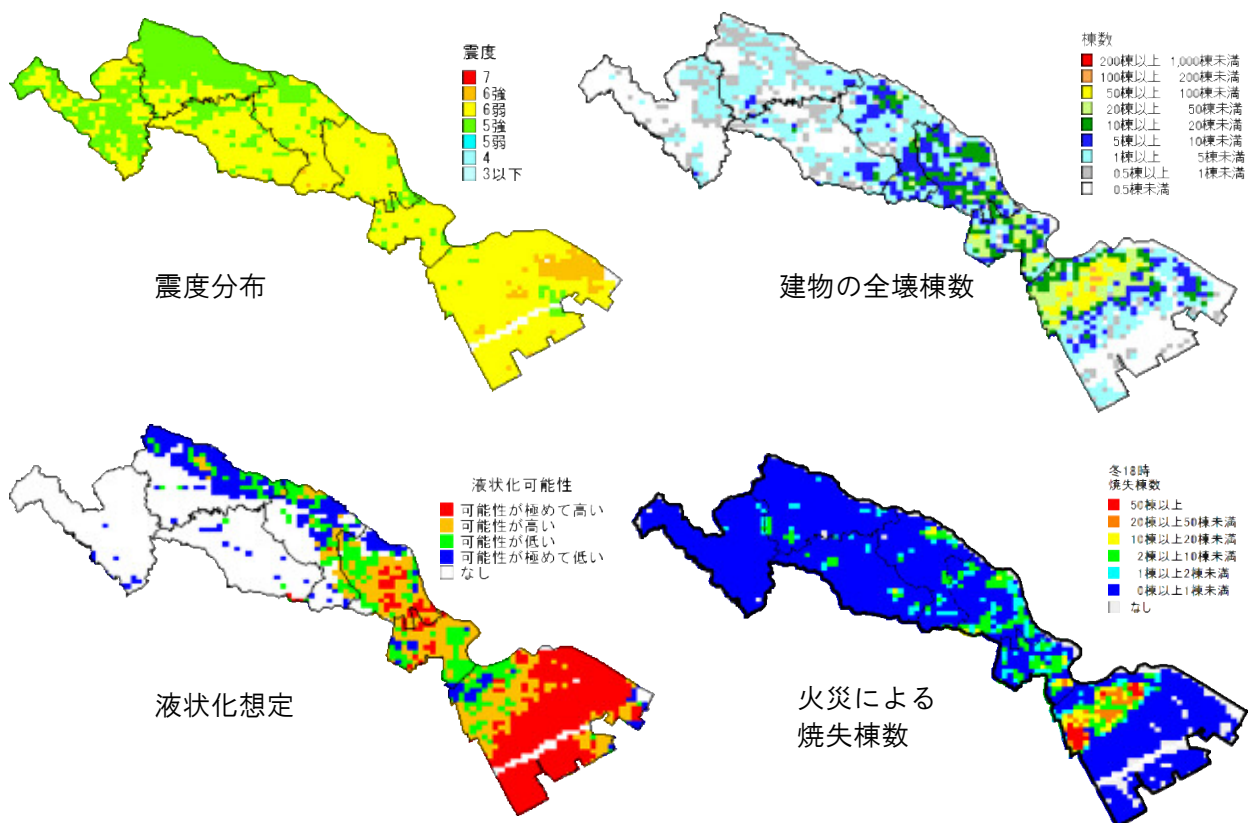 震度
7
6強
6弱
5強
5弱
4
3以下
震度分布
棟数
200棟以上 1,000棟未満
100棟以上 200棟未満
50棟以上 100棟未満
20棟以上 50棟未満
10棟以上 20棟未満
5棟以上 10棟未満
1棟以上 5棟未満
0.5棟以上 1棟未満
0.5棟未満
建物の全壊棟数
液状化可能性
可能性が極めて高い
可能性が高い
可能性が低い
可能性が極めて低い
なし
液状化想定
冬18時
焼失棟数
50棟以上
20棟以上50棟未満
10棟以上20棟未満
2棟以上10棟未満
1棟以上2棟未満
0棟以上1棟未満
なし
火災による
焼失棟数